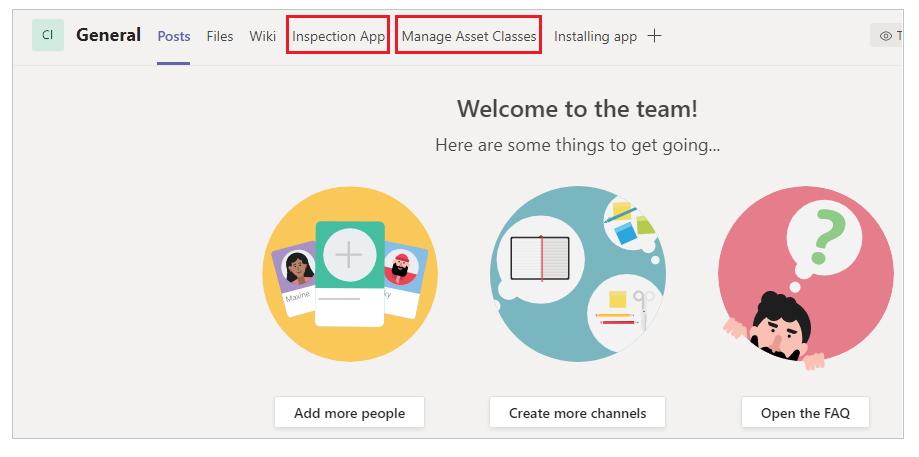 CI General Posts Files Wiki Inspection App Manage Asset Classes Installing app
Welcome to the team!
Here are some things to get going...
Maxine ky
Add more people Create more channels Open the FAQ